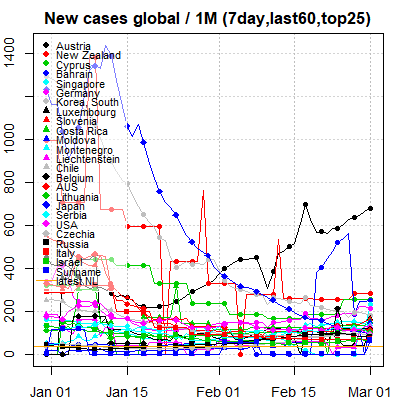 New cases global / 1M (7day,last60,top25)
Austria
New Zealand
Cyprus
Bahrain
Singapore
Germany
Korea, South
Luxembourg
Slovenia
Costa Rica
Moldova
Montenegro
Liechtenstein
Chile
Belgium
AUS
Lithuania
Japan
Serbia
USA
Czechia
Russia
Italy
Israel
Suriname
latest NU
0
200
400
600
800
1000
1400
Jan 01
Jan 15
Feb 01
Feb 15
Mar 01